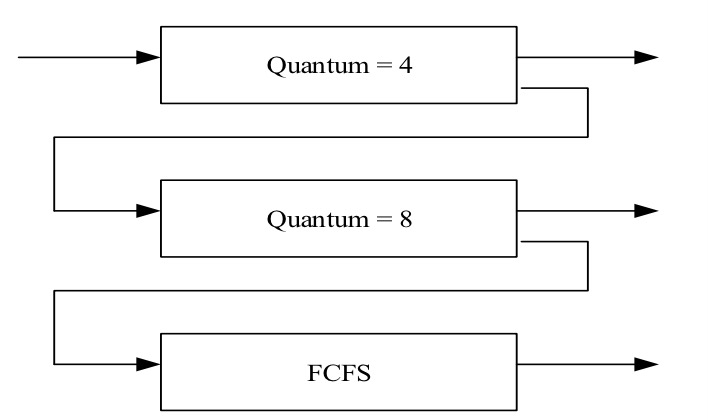 Quantum = 4
Quantum = 8
FCFS